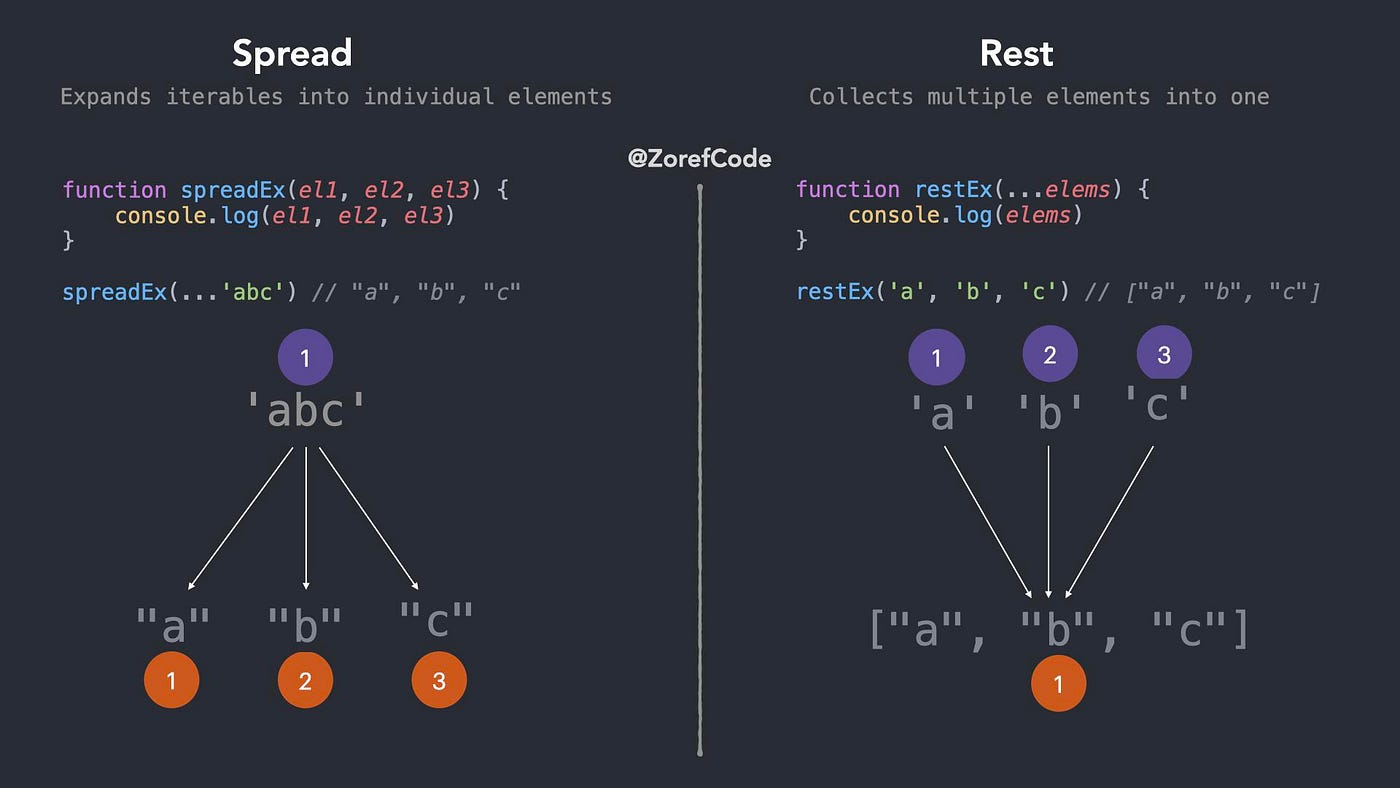 Spread
Expands iterables into individual elements
function spreadEx(el1, el2, el3) {
    console.log(el1, el2, el3)
}
spreadEx(...'abc') // "a", "b", "c"
1
'abc'
"a" "b" "c"
1 2 3
@ZorefCode
Rest
Collects multiple elements into one
function restEx(...elems) {
    console.log(elems)
}
restEx('a', 'b', 'c') // ["a", "b", "c"]
1 2 3
'a' 'b' 'c'
["a", "b", "c"]
1